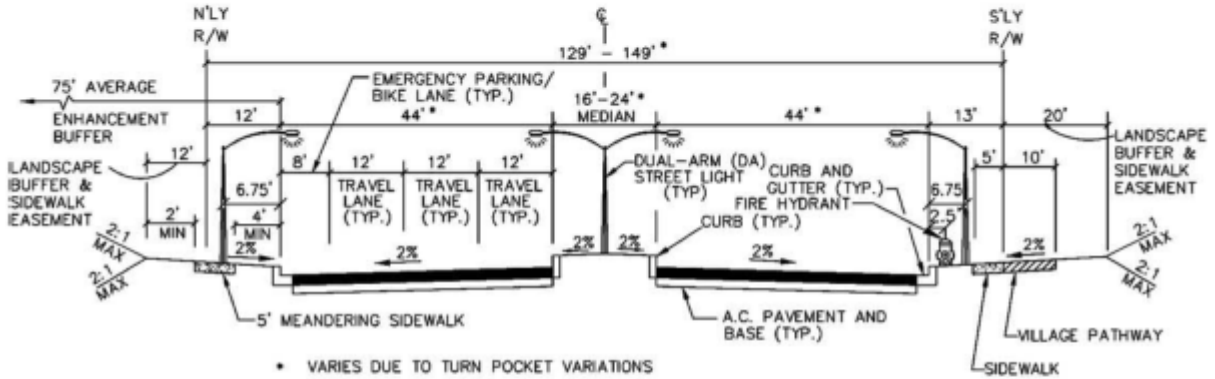 N'LY
R/W
℄
S'LY
R/W
129' - 149'*
75' AVERAGE
ENHANCEMENT
BUFFER
EMERGENCY PARKING/
BIKE LANE (TYP.)
12'
44'*
16'-24'*
MEDIAN
44'*
13'
20'
LANDSCAPE
BUFFER &
SIDEWALK
EASEMENT
12'
LANDSCAPE
BUFFER &
SIDEWALK
EASEMENT
8'
12'
12'
12'
TRAVEL
LANE
(TYP.)
TRAVEL
LANE
(TYP.)
TRAVEL
LANE
(TYP.)
DUAL-ARM (DA)
STREET LIGHT
(TYP)
CURB AND
GUTTER (TYP.)
FIRE HYDRANT
CURB (TYP.)
5'
10'
6.75'
6.75
2.5'
2'
MIN
4'
MIN
2:1
MAX
2:1
MAX
2%
2%
2%
2%
2%
2%
2:1
MAX
2:1
MAX
5' MEANDERING SIDEWALK
A.C. PAVEMENT AND
BASE (TYP.)
VILLAGE PATHWAY
SIDEWALK
* VARIES DUE TO TURN POCKET VARIATIONS